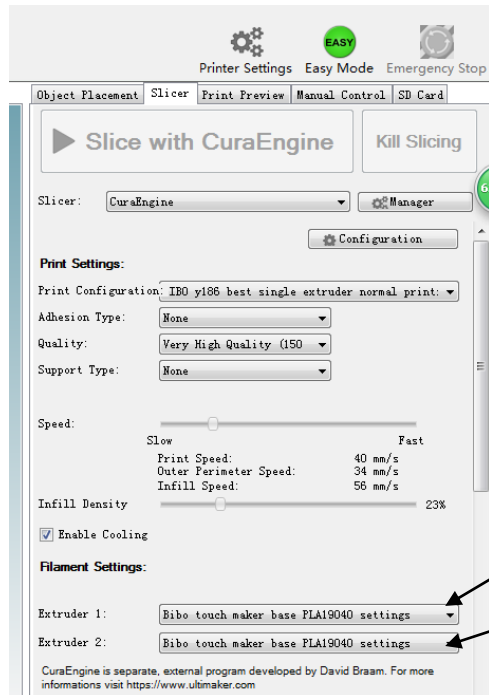 EASY
Printer Settings Easy Mode Emergency Stop
Object Placement Slicer Print Preview Manual Control SD Card
Slice with CuraEngine Kill Slicing
6
Slicer: CuraEngine Manager
Configuration
Print Settings:
Print Configuration: IBO y186 best single extruder normal print:
Adhesion Type: None
Quality: Very High Quality (150
Support Type: None
Speed:
Slow Fast
Print Speed: 40 mm/s
Outer Perimeter Speed: 34 mm/s
Infill Speed: 56 mm/s
Infill Density 23%
Enable Cooling
Filament Settings:
Extruder 1: Bibo touch maker base PLA19040 settings
Extruder 2: Bibo touch maker base PLA19040 settings
CuraEngine is separate, external program developed by David Braam. For more
informations visit https://www.ultimaker.com